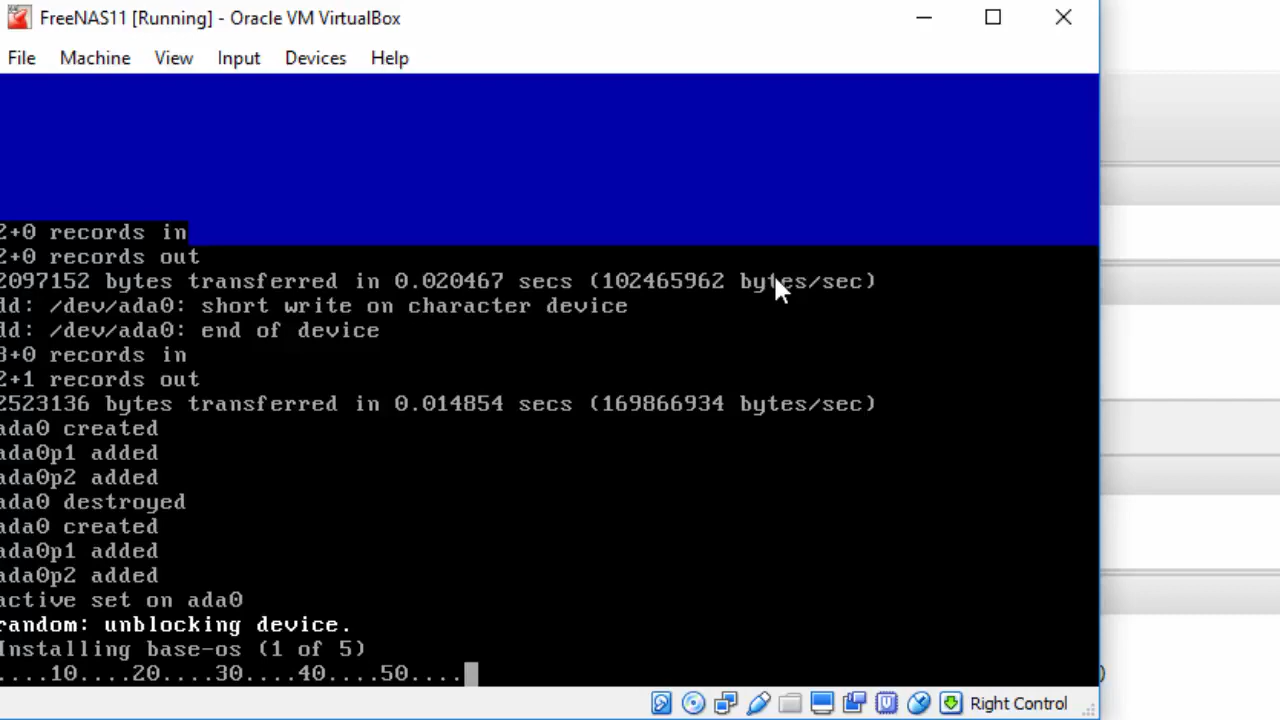 FreeNAS11 [Running] - Oracle VM VirtualBox
File Machine View Input Devices Help
2+0 records in
2+0 records out
2097152 bytes transferred in 0.020467 secs (102465962 bytes/sec)
dd: /dev/ada0: short write on character device
dd: /dev/ada0: end of device
3+0 records in
2+1 records out
2523136 bytes transferred in 0.014854 secs (169866934 bytes/sec)
ada0 created
ada0p1 added
ada0p2 added
ada0 destroyed
ada0 created
ada0p1 added
ada0p2 added
active set on ada0
random: unblocking device.
Installing base-os (1 of 5)
....10....20....30....40....50....
Right Control
)